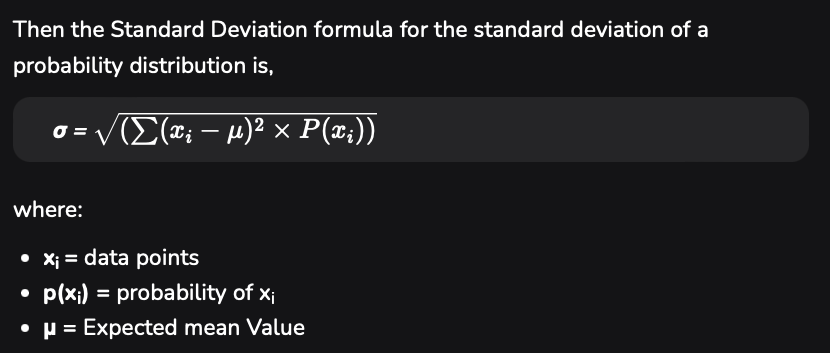 Then the Standard Deviation formula for the standard deviation of a
probability distribution is,
σ = √(∑(xᵢ − μ)² × P(xᵢ))
where:
• xᵢ = data points
• p(xᵢ) = probability of xᵢ
• μ = Expected mean Value